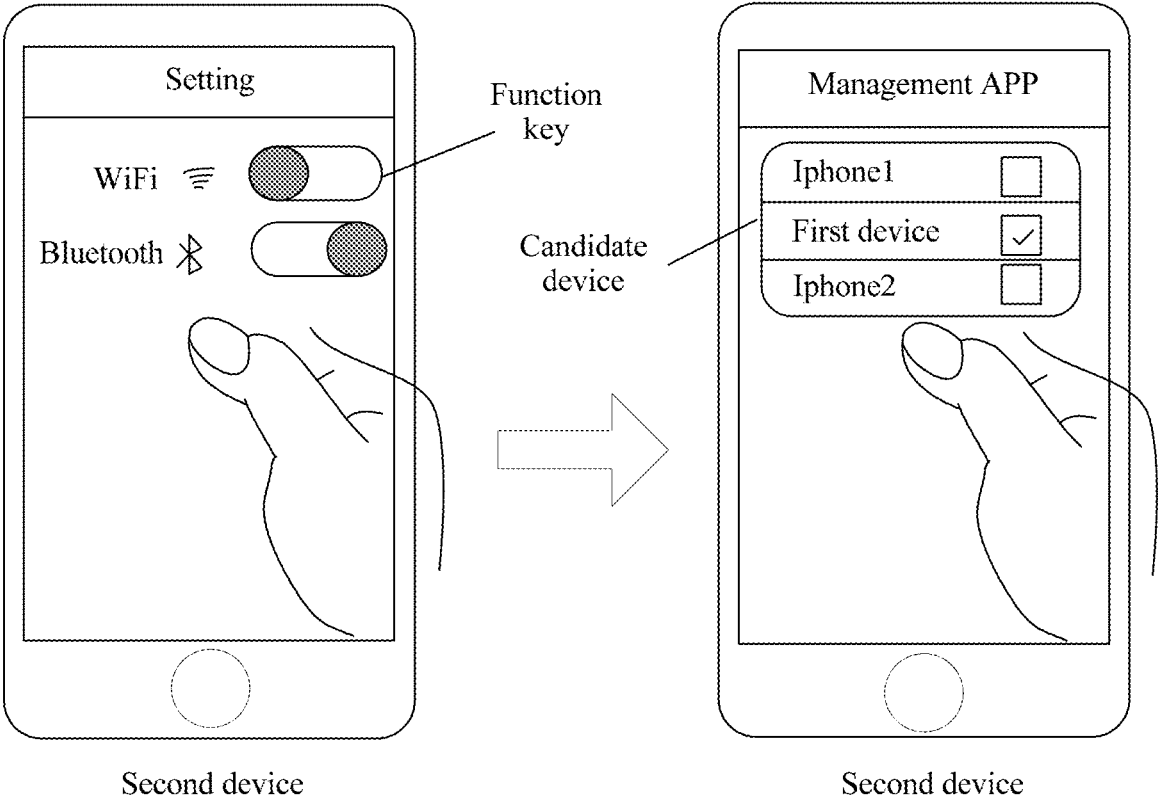 Setting
WiFi
Bluetooth
Function
key
Second device
Management APP
Iphone1
First device
Iphone2
Candidate
device
Second device